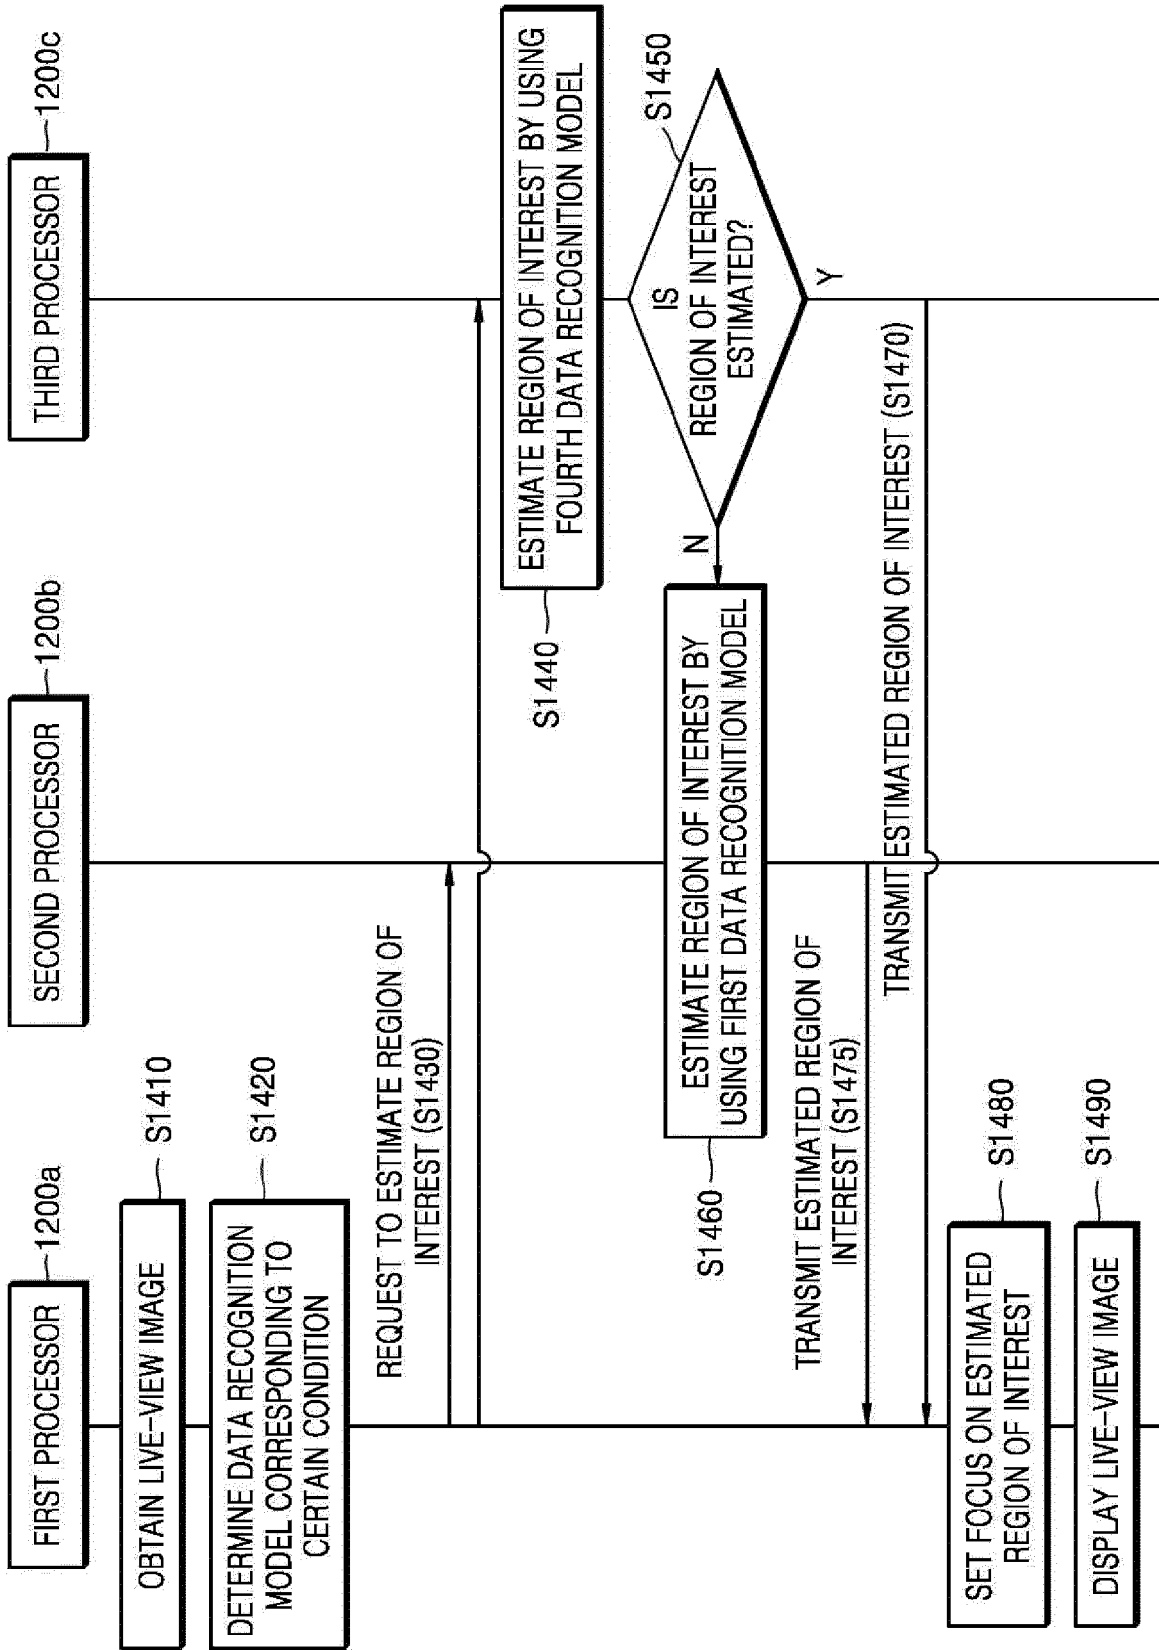 FIRST PROCESSOR
1200a
SECOND PROCESSOR
1200b
THIRD PROCESSOR
1200c
OBTAIN LIVE-VIEW IMAGE
S1410
DETERMINE DATA RECOGNITION
MODEL CORRESPONDING TO
CERTAIN CONDITION
S1420
REQUEST TO ESTIMATE REGION OF
INTEREST (S1430)
S1440
ESTIMATE REGION OF INTEREST BY USING
FOURTH DATA RECOGNITION MODEL
IS
REGION OF INTEREST
ESTIMATED?
S1450
N
Y
S1460
ESTIMATE REGION OF INTEREST BY
USING FIRST DATA RECOGNITION MODEL
TRANSMIT ESTIMATED REGION OF
INTEREST (S1475)
TRANSMIT ESTIMATED REGION OF INTEREST (S1470)
SET FOCUS ON ESTIMATED
REGION OF INTEREST
S1480
DISPLAY LIVE-VIEW IMAGE
S1490